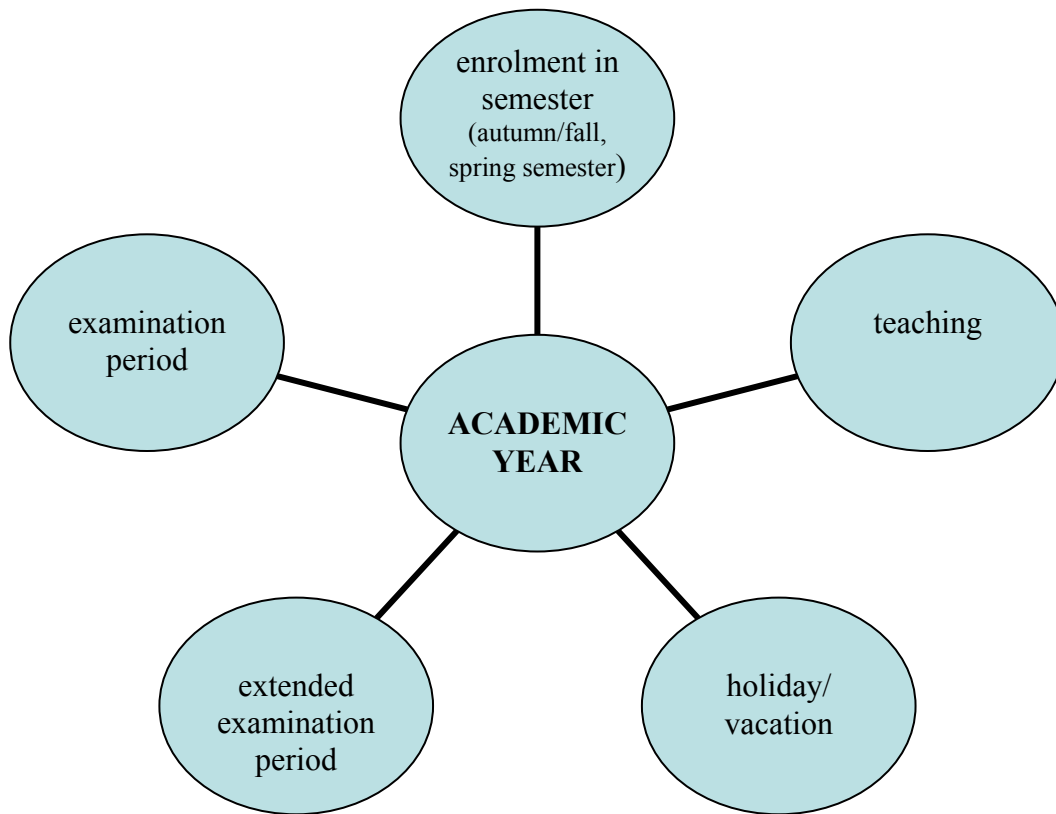 enrolment in
semester
(autumn/fall,
spring semester)
examination
period
teaching
ACADEMIC
YEAR
extended
examination
period
holiday/
vacation